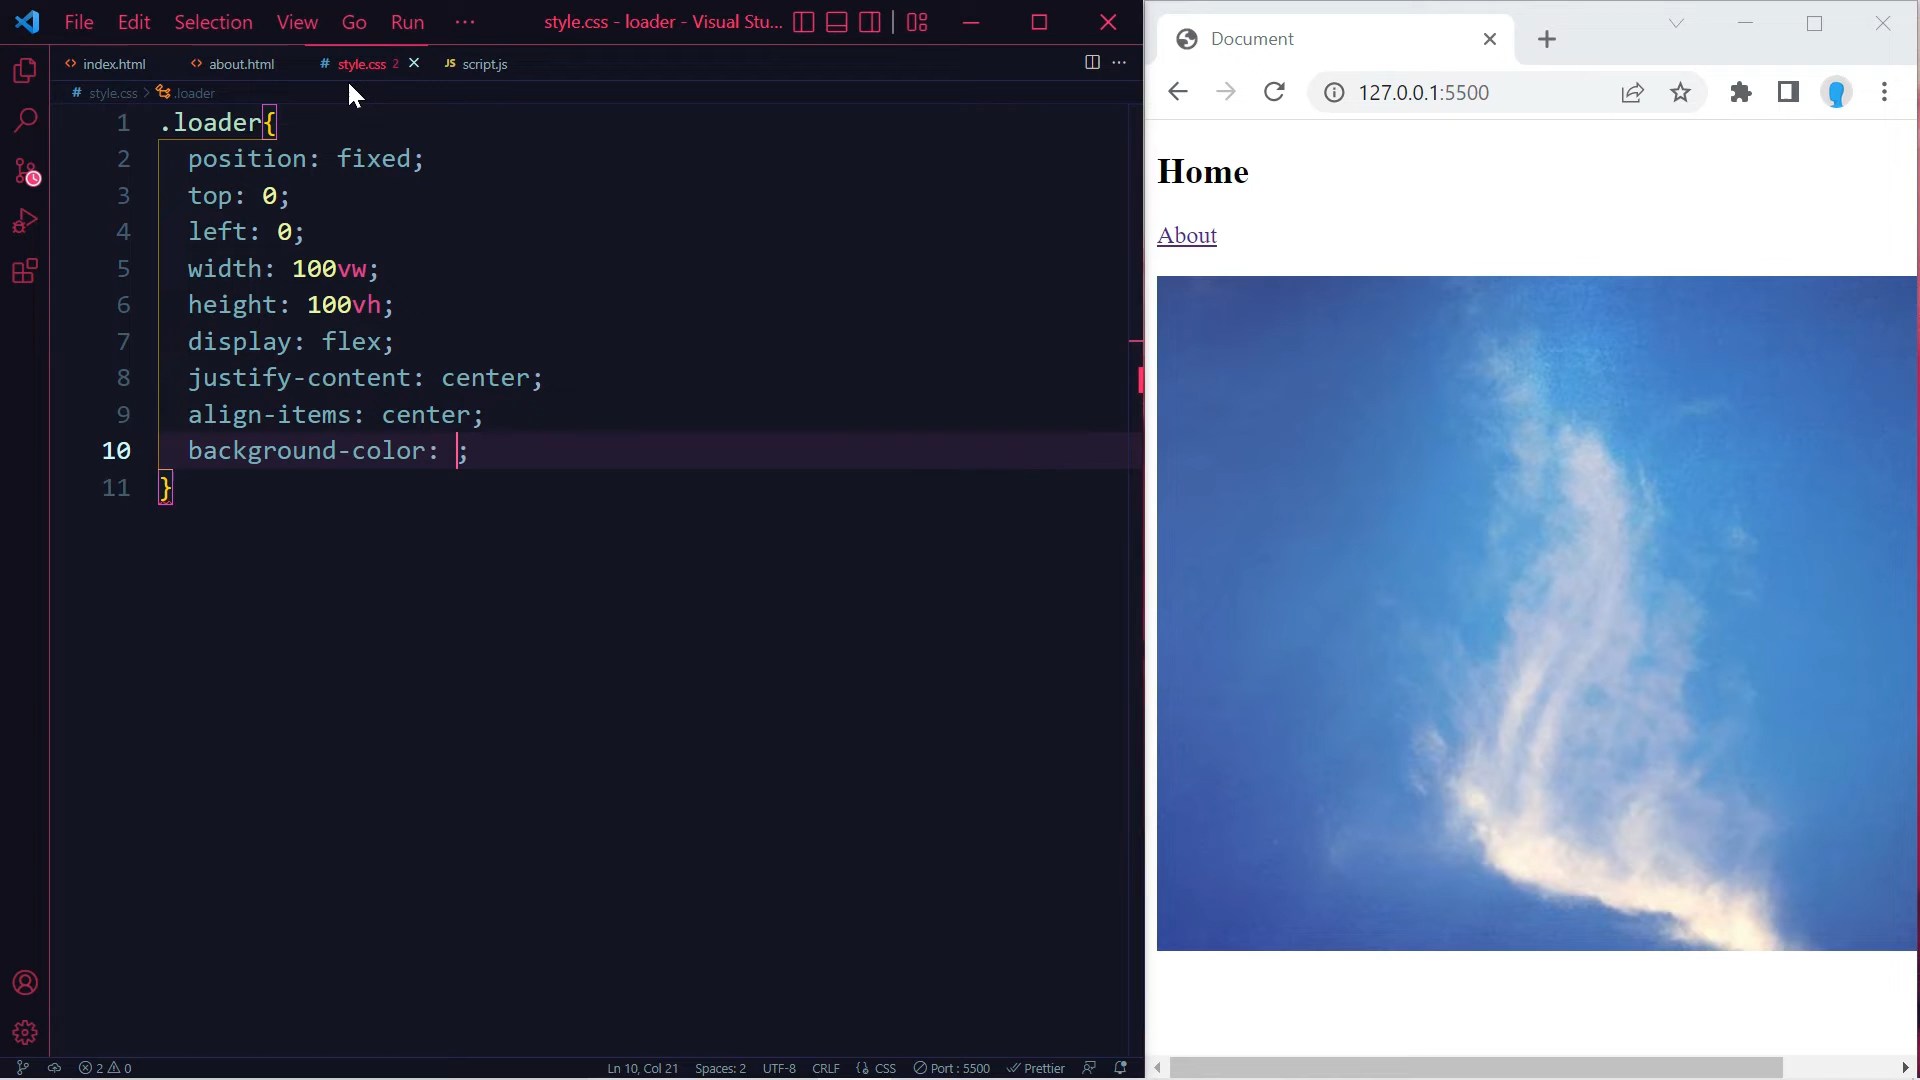 File Edit Selection View Go Run ··· style.css - loader - Visual Stu...
index.html about.html # style.css 2 JS script.js
# style.css > .loader
1 .loader{
2 position: fixed;
3 top: 0;
4 left: 0;
5 width: 100vw;
6 height: 100vh;
7 display: flex;
8 justify-content: center;
9 align-items: center;
10 background-color: ;
11 }
2 0 Ln 10, Col 21 Spaces: 2 UTF-8 CRLF {} CSS Port : 5500 Prettier
Document
127.0.0.1:5500
Home
About